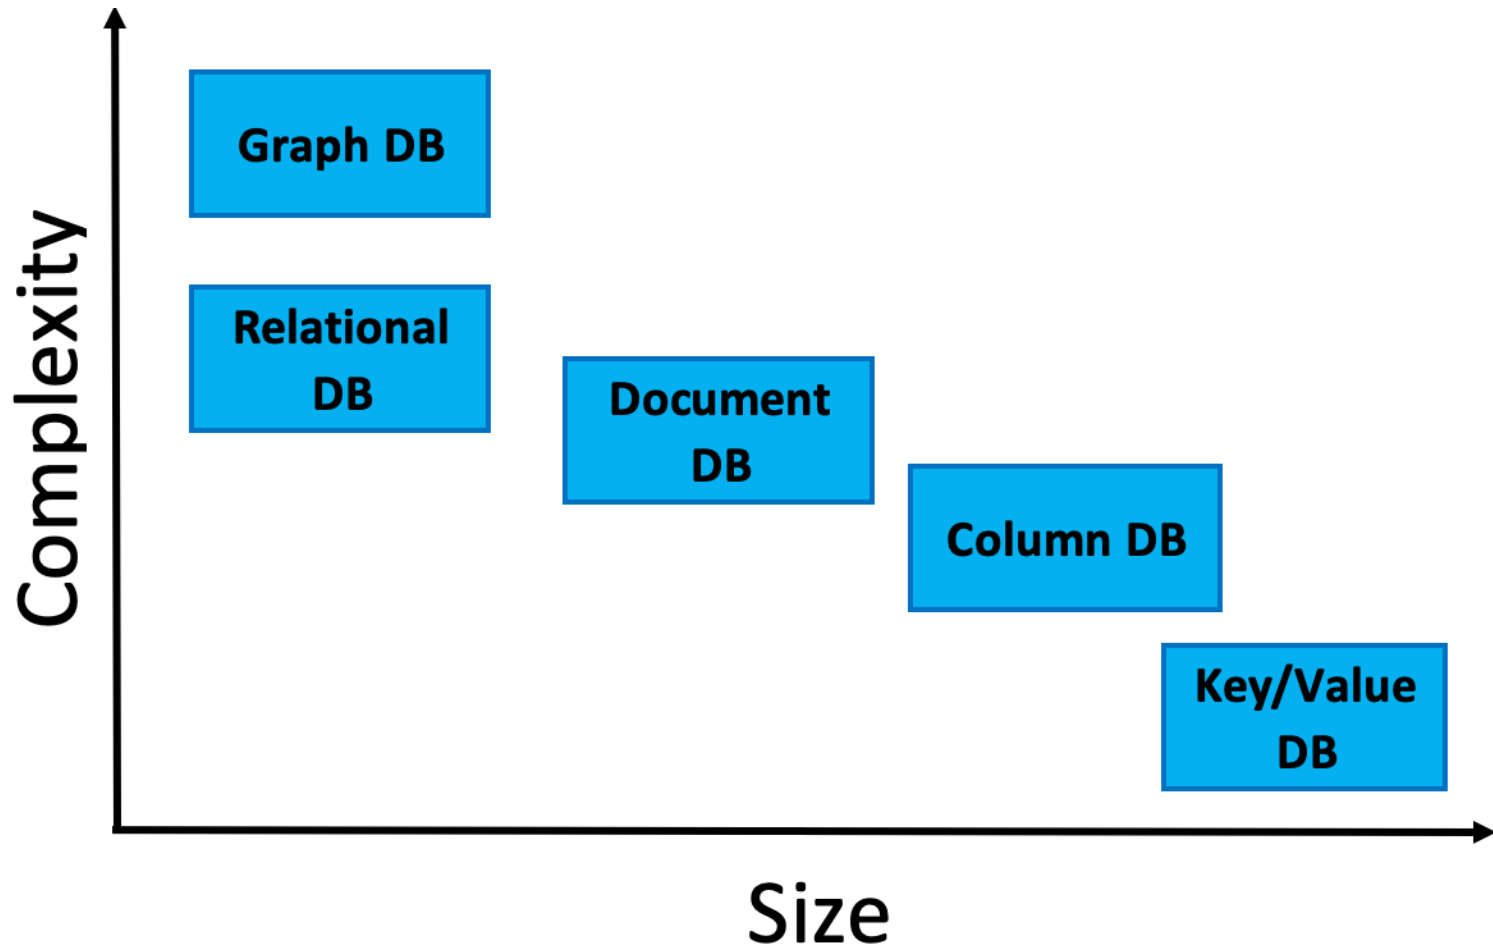 Graph DB
Relational
DB
Document
DB
Column DB
Key/Value
DB
Complexity
Size